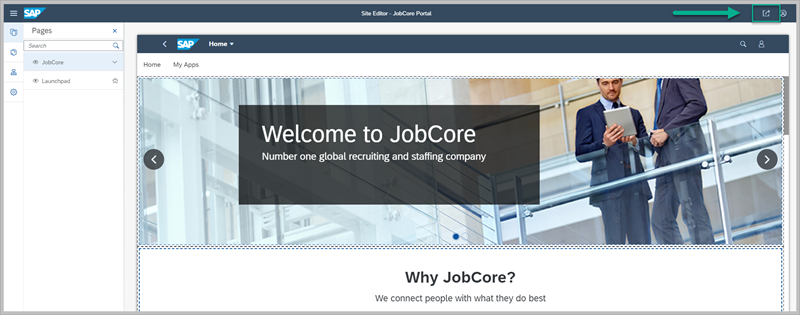 SAP
Site Editor - JobCore Portal
Pages
Search
JobCore
Launchpad
SAP
Home
Home
My Apps
Welcome to JobCore
Number one global recruiting and staffing company
Why JobCore?
We connect people with what they do best